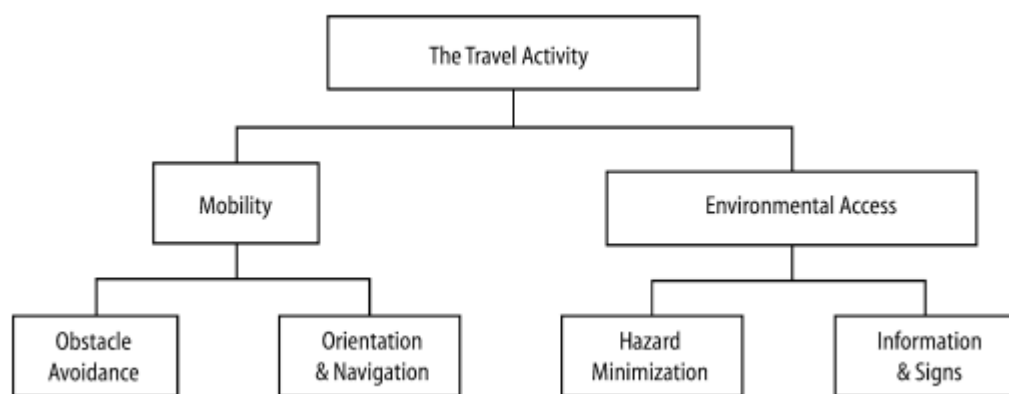 The Travel Activity
Mobility
Environmental Access
Obstacle
Avoidance
Orientation
& Navigation
Hazard
Minimization
Information
& Signs